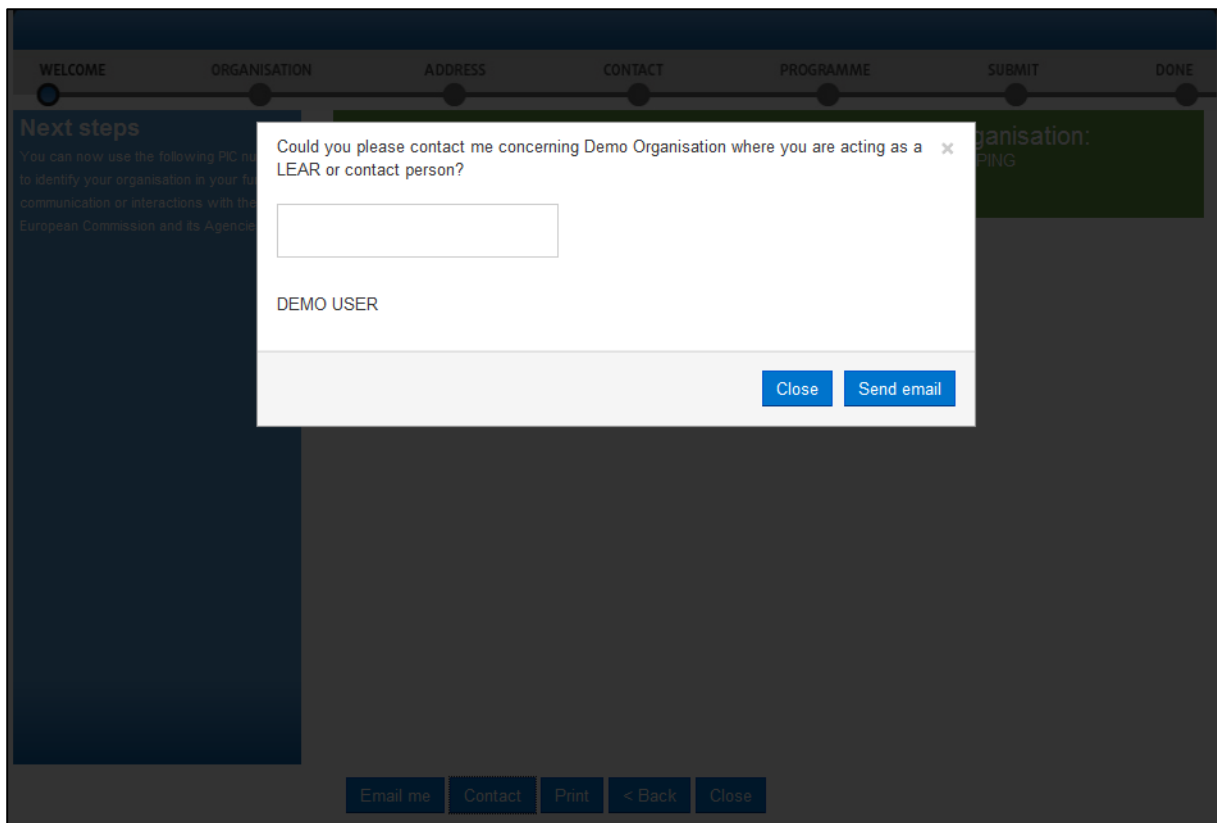 WELCOME
ORGANISATION
ADDRESS
CONTACT
PROGRAMME
SUBMIT
DONE
Next steps
You can now use the following PIC nu
to identify your organisation in your fu
communication or interactions with the
European Commission and its Agencie
ganisation:
PING
Could you please contact me concerning Demo Organisation where you are acting as a
LEAR or contact person?
×
DEMO USER
Close
Send email
Email me
Contact
Print
< Back
Close